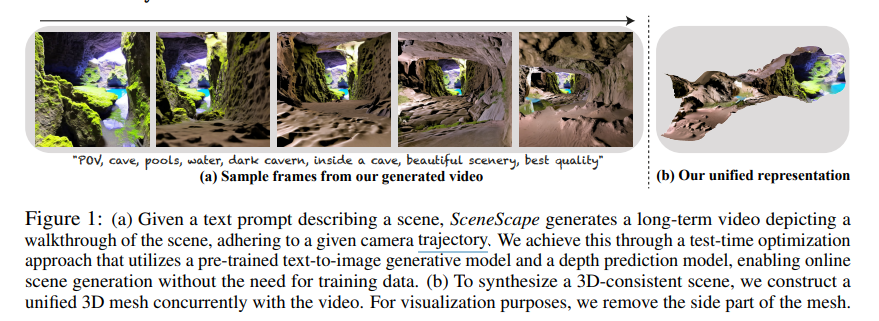 "POV, cave, pools, water, dark cavern, inside a cave, beautiful scenery, best quality"
(a) Sample frames from our generated video
(b) Our unified representation
Figure 1: (a) Given a text prompt describing a scene, SceneScape generates a long-term video depicting a
walkthrough of the scene, adhering to a given camera trajectory. We achieve this through a test-time optimization
approach that utilizes a pre-trained text-to-image generative model and a depth prediction model, enabling online
scene generation without the need for training data. (b) To synthesize a 3D-consistent scene, we construct a
unified 3D mesh concurrently with the video. For visualization purposes, we remove the side part of the mesh.